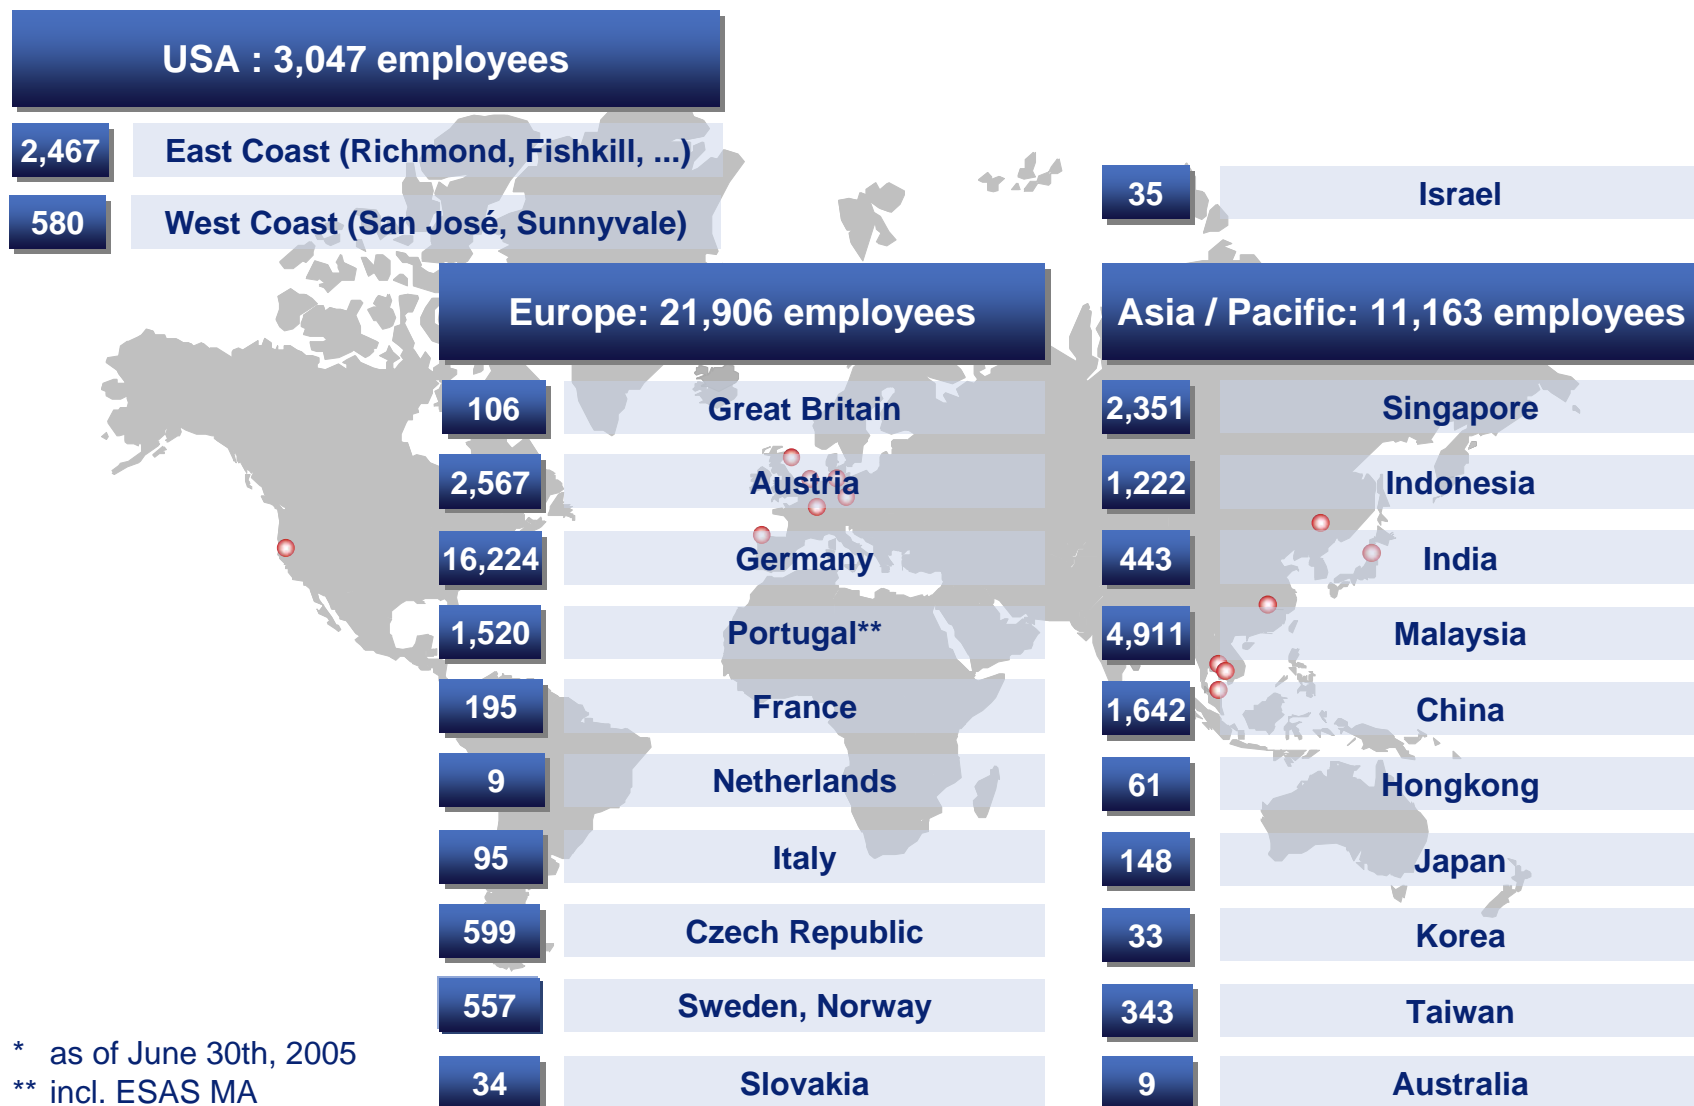 USA : 3,047 employees
2,467 East Coast (Richmond, Fishkill, ...)
580 West Coast (San José, Sunnyvale)
35 Israel
Europe: 21,906 employees
106 Great Britain
2,567 Austria
16,224 Germany
1,520 Portugal**
195 France
9 Netherlands
95 Italy
599 Czech Republic
557 Sweden, Norway
34 Slovakia
Asia / Pacific: 11,163 employees
2,351 Singapore
1,222 Indonesia
443 India
4,911 Malaysia
1,642 China
61 Hongkong
148 Japan
33 Korea
343 Taiwan
9 Australia
* as of June 30th, 2005
** incl. ESAS MA